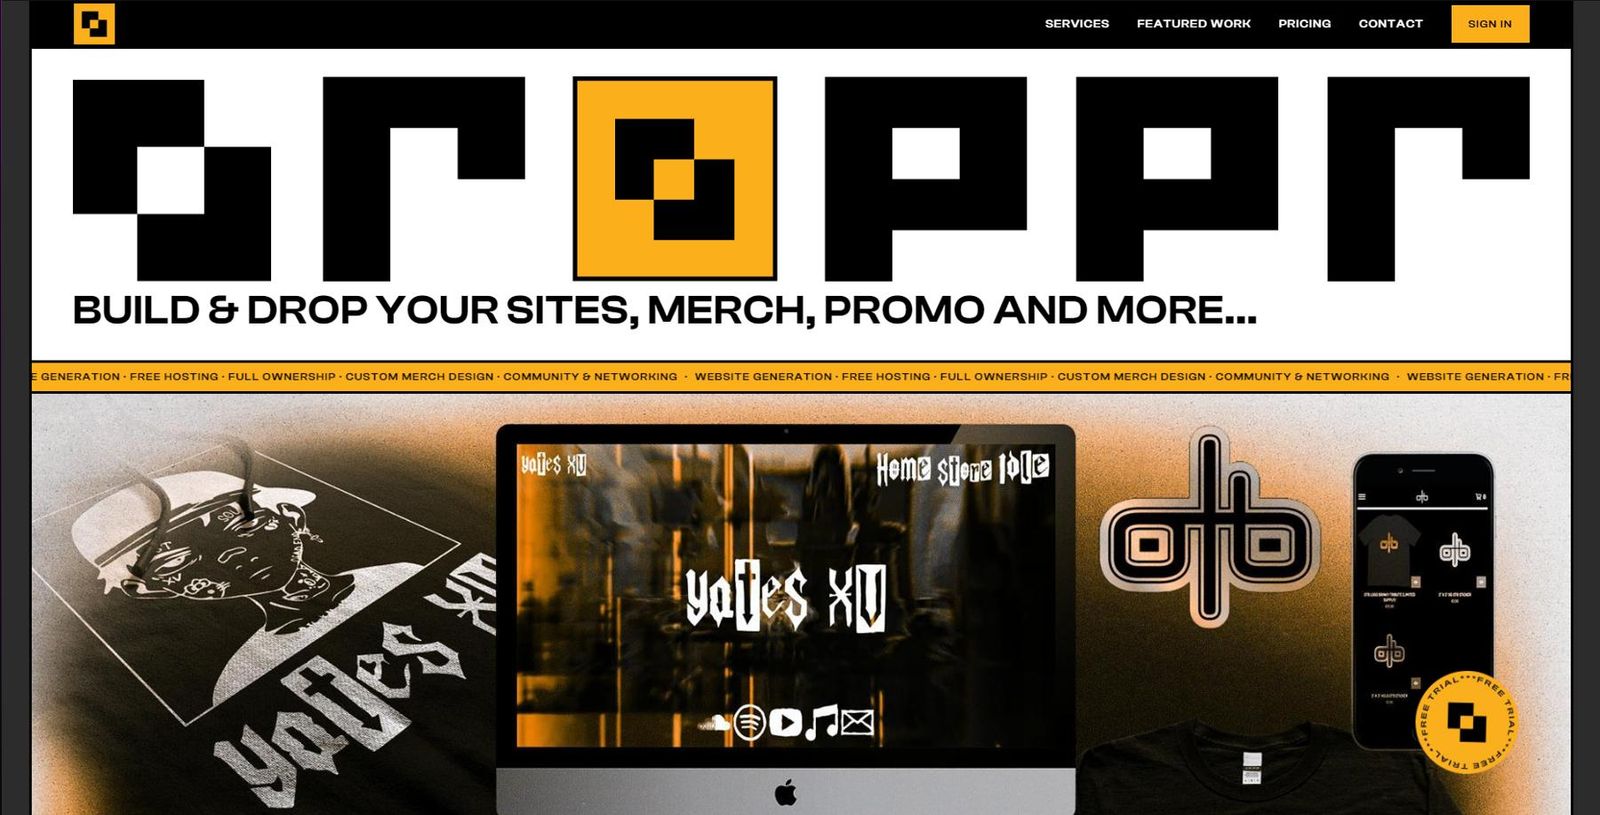 SERVICES FEATURED WORK PRICING CONTACT SIGN IN
droppr
BUILD & DROP YOUR SITES, MERCH, PROMO AND MORE...
E GENERATION · FREE HOSTING · FULL OWNERSHIP · CUSTOM MERCH DESIGN · COMMUNITY & NETWORKING · WEBSITE GENERATION · FREE HOSTING · FULL OWNERSHIP · CUSTOM MERCH DESIGN · COMMUNITY & NETWORKING · WEBSITE GENERATION · FR
yates XV
Home Store Idle
yates XV
yates XV
FREE TRIAL···FREE TRIAL···FREE TRIAL···